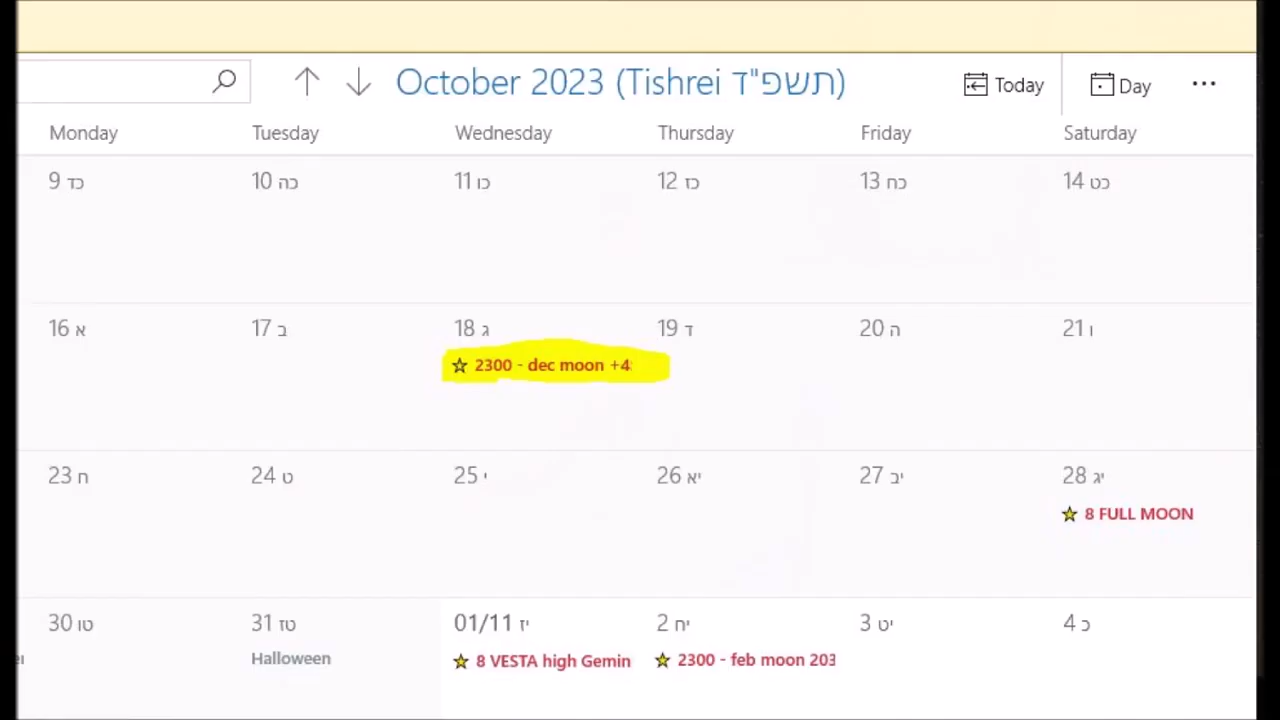 October 2023 (Tishrei תשפ"ד)
Today
Day
Monday Tuesday Wednesday Thursday Friday Saturday
9 כד 10 כה 11 כו 12 כז 13 כח 14 כט
16 א 17 ב 18 ג 19 ד 20 ה 21 ו
2300 - dec moon +4
23 ח 24 ט 25 י 26 יא 27 יב 28 יג
8 FULL MOON
30 טו 31 טז 01/11 יז 2 יח 3 יט 4 כ
Halloween 8 VESTA high Gemin 2300 - feb moon 203